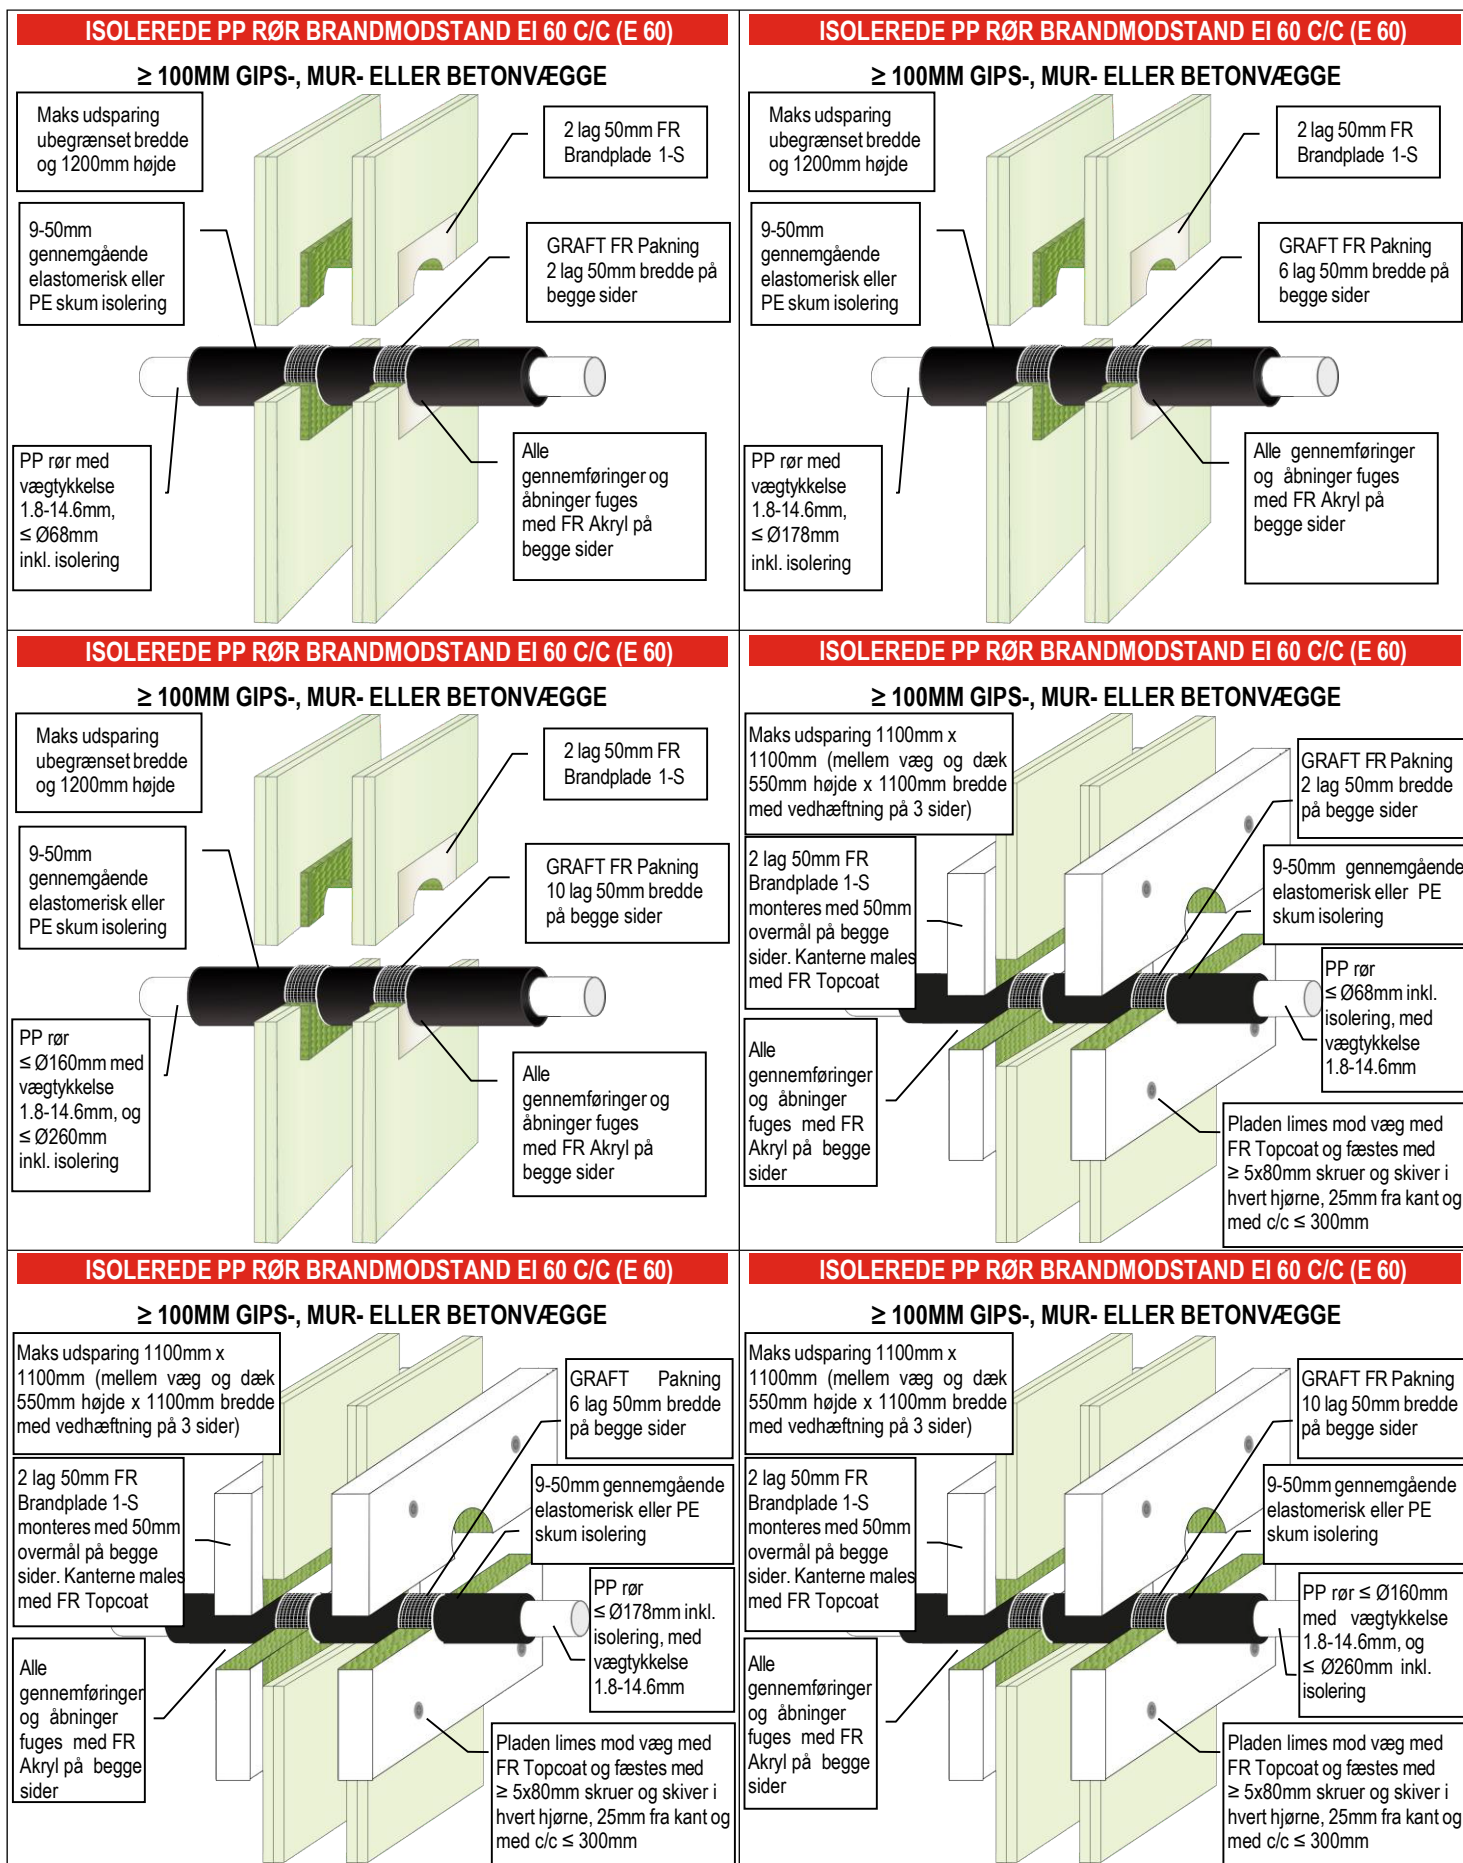 ISOLEREDE PP RØR BRANDMODSTAND EI 60 C/C (E 60)
≥ 100MM GIPS-, MUR- ELLER BETONVÆGGE
Maks udsparing
ubegrænset bredde
og 1200mm højde
2 lag 50mm FR
Brandplade 1-S
9-50mm
gennemgående
elastomerisk eller
PE skum isolering
GRAFT FR Pakning
2 lag 50mm bredde på
begge sider
PP rør med
vægtykkelse
1.8-14.6mm,
≤ Ø68mm
inkl. isolering
Alle
gennemføringer og
åbninger fuges
med FR Akryl på
begge sider
ISOLEREDE PP RØR BRANDMODSTAND EI 60 C/C (E 60)
≥ 100MM GIPS-, MUR- ELLER BETONVÆGGE
Maks udsparing
ubegrænset bredde
og 1200mm højde
2 lag 50mm FR
Brandplade 1-S
9-50mm
gennemgående
elastomerisk eller
PE skum isolering
GRAFT FR Pakning
6 lag 50mm bredde på
begge sider
PP rør med
vægtykkelse
1.8-14.6mm,
≤ Ø178mm
inkl. isolering
Alle gennemføringer
og åbninger fuges
med FR Akryl på
begge sider
ISOLEREDE PP RØR BRANDMODSTAND EI 60 C/C (E 60)
≥ 100MM GIPS-, MUR- ELLER BETONVÆGGE
Maks udsparing
ubegrænset bredde
og 1200mm højde
2 lag 50mm FR
Brandplade 1-S
9-50mm
gennemgående
elastomerisk eller
PE skum isolering
GRAFT FR Pakning
10 lag 50mm bredde
på begge sider
PP rør
≤ Ø160mm med
vægtykkelse
1.8-14.6mm, og
≤ Ø260mm
inkl. isolering
Alle
gennemføringer og
åbninger fuges
med FR Akryl på
begge sider
ISOLEREDE PP RØR BRANDMODSTAND EI 60 C/C (E 60)
≥ 100MM GIPS-, MUR- ELLER BETONVÆGGE
Maks udsparing 1100mm x
1100mm (mellem væg og dæk
550mm højde x 1100mm bredde
med vedhæftning på 3 sider)
GRAFT FR Pakning
2 lag 50mm bredde
på begge sider
2 lag 50mm FR
Brandplade 1-S
monteres med 50mm
overmål på begge
sider. Kanterne males
med FR Topcoat
9-50mm gennemgående
elastomerisk eller PE
skum isolering
PP rør
≤ Ø68mm inkl.
isolering, med
vægtykkelse
1.8-14.6mm
Alle
gennemføringer
og åbninger
fuges med FR
Akryl på begge
sider
Pladen limes mod væg med
FR Topcoat og fæstes med
≥ 5x80mm skruer og skiver i
hvert hjørne, 25mm fra kant og
med c/c ≤ 300mm
ISOLEREDE PP RØR BRANDMODSTAND EI 60 C/C (E 60)
≥ 100MM GIPS-, MUR- ELLER BETONVÆGGE
Maks udsparing 1100mm x
1100mm (mellem væg og dæk
550mm højde x 1100mm bredde
med vedhæftning på 3 sider)
GRAFT Pakning
6 lag 50mm bredde
på begge sider
2 lag 50mm FR
Brandplade 1-S
monteres med 50mm
overmål på begge
sider. Kanterne males
med FR Topcoat
9-50mm gennemgående
elastomerisk eller PE
skum isolering
PP rør
≤ Ø178mm inkl.
isolering, med
vægtykkelse
1.8-14.6mm
Alle
gennemføringer
og åbninger
fuges med FR
Akryl på begge
sider
Pladen limes mod væg med
FR Topcoat og fæstes med
≥ 5x80mm skruer og skiver i
hvert hjørne, 25mm fra kant og
med c/c ≤ 300mm
ISOLEREDE PP RØR BRANDMODSTAND EI 60 C/C (E 60)
≥ 100MM GIPS-, MUR- ELLER BETONVÆGGE
Maks udsparing 1100mm x
1100mm (mellem væg og dæk
550mm højde x 1100mm bredde
med vedhæftning på 3 sider)
GRAFT FR Pakning
10 lag 50mm bredde
på begge sider
2 lag 50mm FR
Brandplade 1-S
monteres med 50mm
overmål på begge
sider. Kanterne males
med FR Topcoat
9-50mm gennemgående
elastomerisk eller PE
skum isolering
PP rør ≤ Ø160mm
med vægtykkelse
1.8-14.6mm, og
≤ Ø260mm inkl.
isolering
Alle
gennemføringer
og åbninger
fuges med FR
Akryl på begge
sider
Pladen limes mod væg med
FR Topcoat og fæstes med
≥ 5x80mm skruer og skiver i
hvert hjørne, 25mm fra kant og
med c/c ≤ 300mm